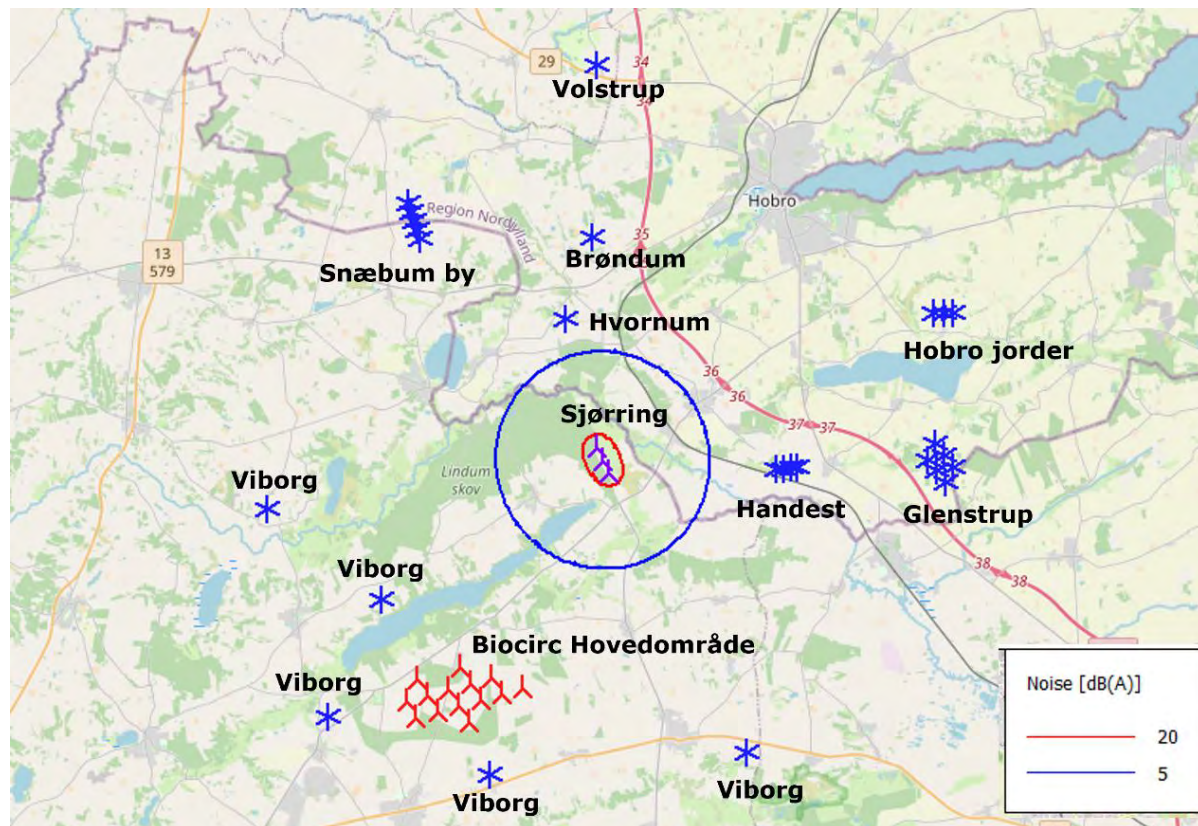 29
34
34
Volstrup
Hobro
Region Nordjylland
13
579
Snæbum by
35
Brøndum
Hvornum
Hobro jorder
36
36
Sjørring
37
37
Lindum
skov
Viborg
Handest
Glenstrup
38
38
Viborg
Biocirc Hovedområde
Viborg
Noise [dB(A)]
20
5
Viborg
Viborg